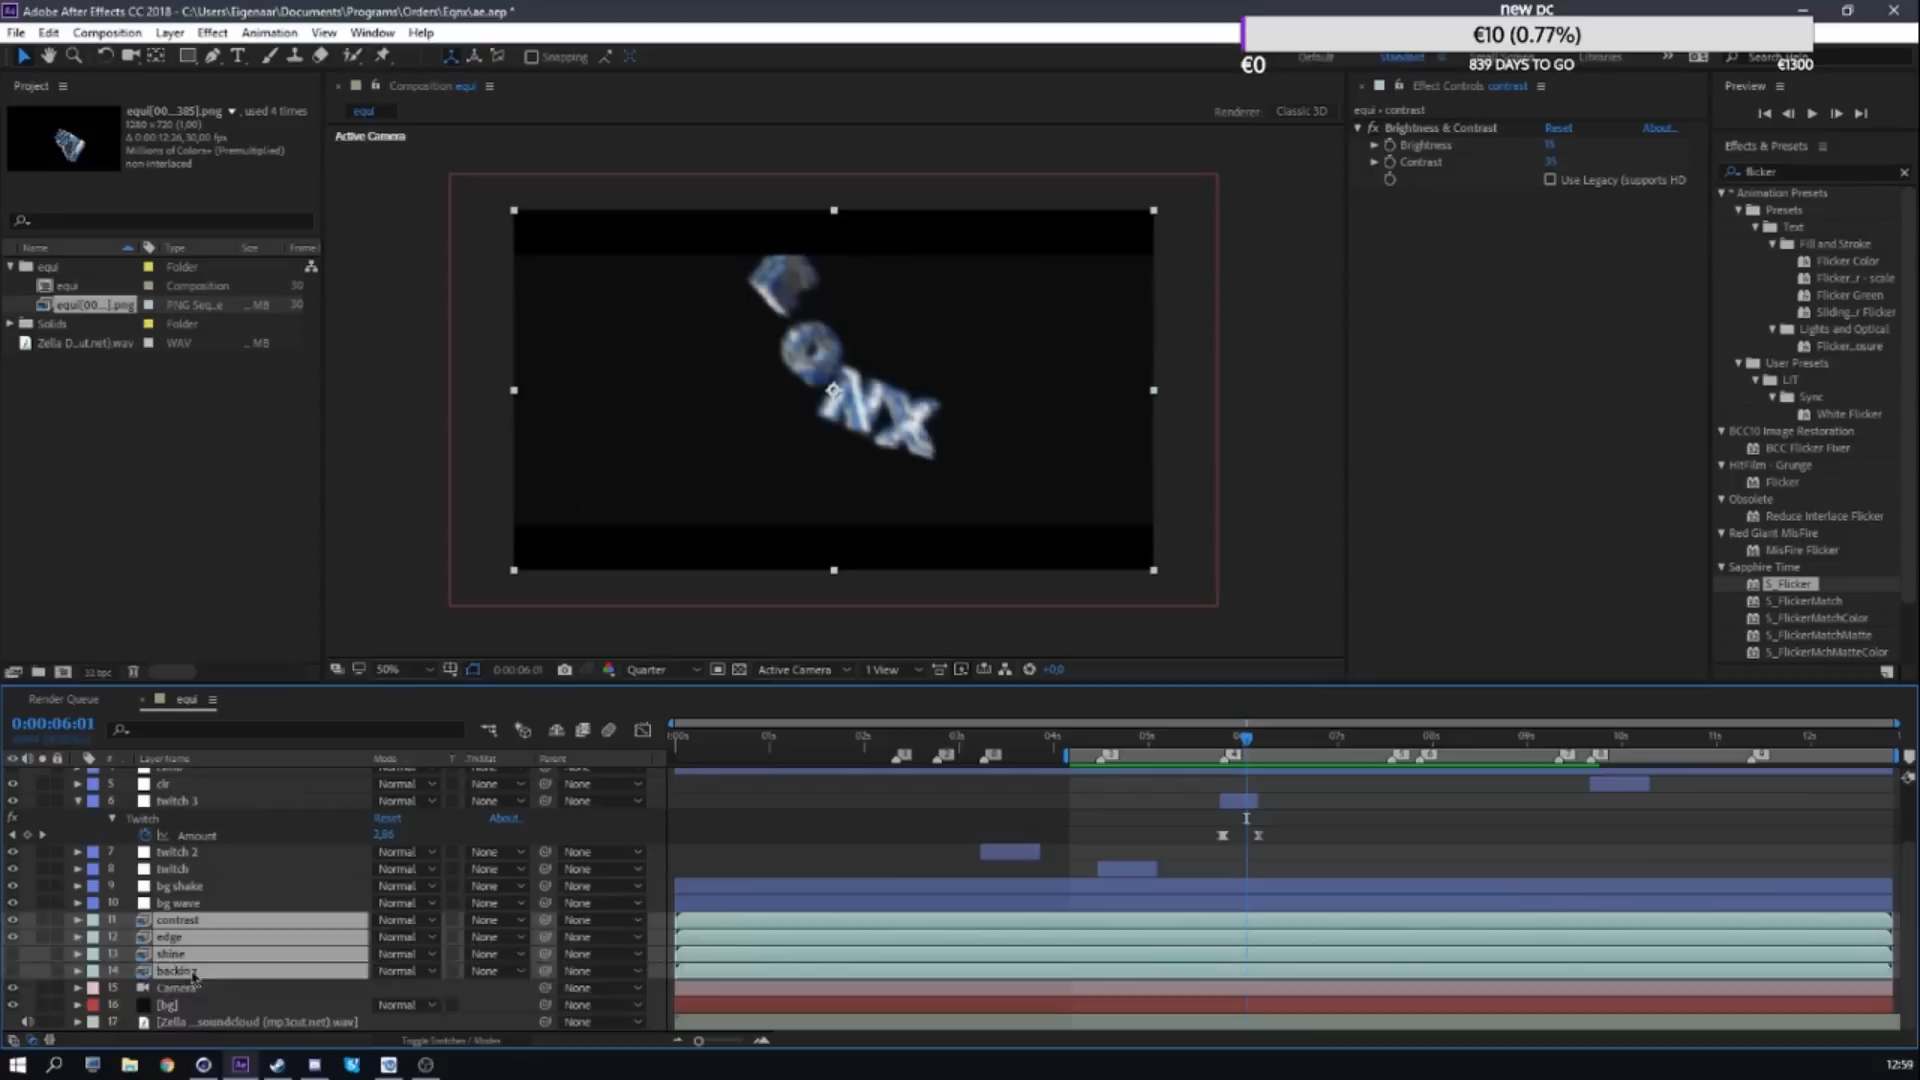 Adobe After Effects CC 2018 - C:\Users\Eigenaar\Documents\Programs\Orders\Eqnx\ae.aep *
new pc
€10 (0.77%)
€0
839 DAYS TO GO
€1300
File Edit Composition Layer Effect Animation View Window Help
Snapping
Default
Standard
Libraries
Project
equi[00...385].png, used 4 times
1280 x 720 (1,00)
Δ 0:00:12:26, 30,00 fps
Millions of Colors+ (Premultiplied)
non-interlaced
Name Type Size Frame
equi Folder
equi Composition 30
equi[00...].png PNG Seq...e ... MB 30
Solids Folder
Zella D...ut.net).wav WAV ... MB
32 bpc
Composition equi
equi
Renderer: Classic 3D
Active Camera
QNX
50%
0:00:06:01
Quarter
Active Camera
1 View
+0,0
Effect Controls contrast
equi • contrast
fx Brightness & Contrast Reset About...
Brightness 15
Contrast 35
Use Legacy (supports HD
Preview
Effects & Presets
flicker
* Animation Presets
Presets
Text
Fill and Stroke
Flicker Color
Flicker...r - scale
Flicker Green
Sliding...r Flicker
Lights and Optical
Flicker...osure
User Presets
LIT
Sync
White Flicker
BCC10 Image Restoration
BCC Flicker Fixer
HitFilm - Grunge
Flicker
Obsolete
Reduce Interlace Flicker
Red Giant MisFire
MisFire Flicker
Sapphire Time
S_Flicker
S_FlickerMatch
S_FlickerMatchColor
S_FlickerMatchMatte
S_FlickerMchMatteColor
Render Queue
equi
0:00:06:01
:00s 01s 02s 03s 04s 05s 06s 07s 08s 09s 10s 11s 12s
# Layer Name Mode T .TrkMat Parent
5 clr Normal None None
6 twitch 3 Normal None None
fx Twitch Reset About...
Amount 2,86
7 twitch 2 Normal None None
8 twitch Normal None None
9 bg shake Normal None None
10 bg wave Normal None None
11 contrast Normal None None
12 edge Normal None None
13 shine Normal None None
14 backing Normal None None
15 Camera None
16 [bg] Normal None
17 [Zella ...soundcloud (mp3cut.net).wav] None
Toggle Switches / Modes
12:59